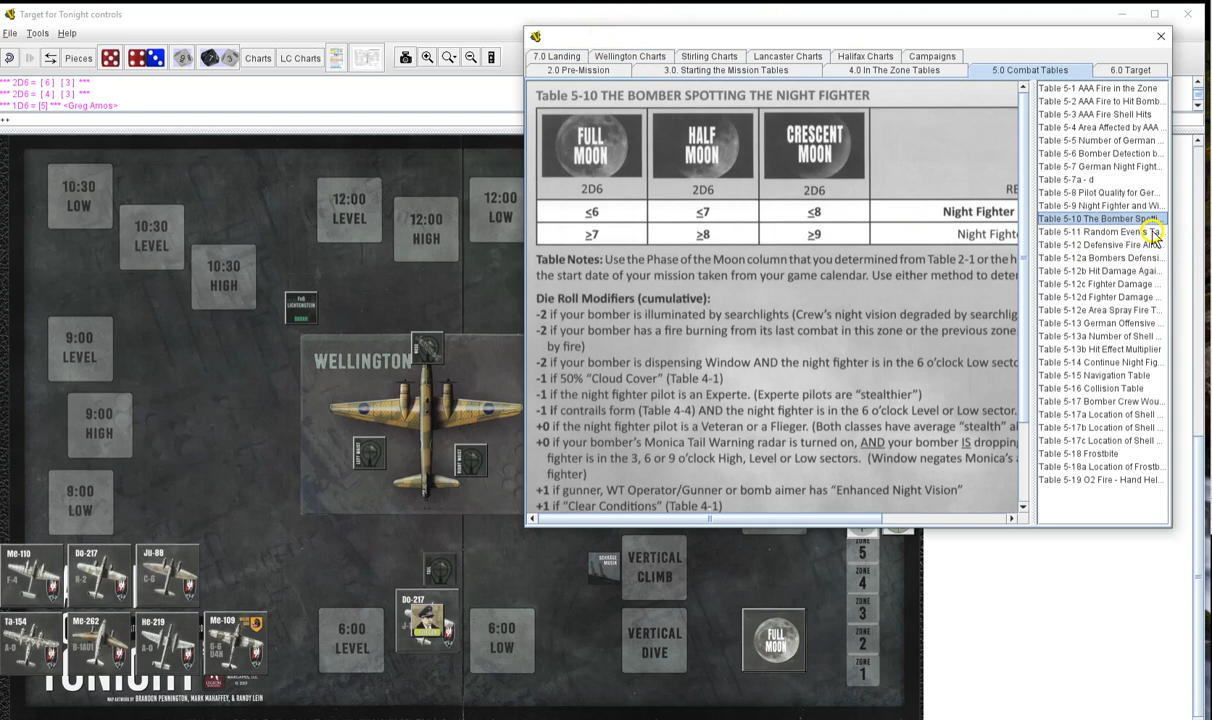 Target for Tonight controls
File Tools Help
Pieces
Charts
LC Charts
*** 2D6 = [6] [3] ***
*** 2D6 = [4] [3] ***
*** 1D6 = [5] *** <Greg Amos>
7.0 Landing
Wellington Charts
Stirling Charts
Lancaster Charts
Halifax Charts
Campaigns
2.0 Pre-Mission
3.0. Starting the Mission Tables
4.0 In The Zone Tables
5.0 Combat Tables
6.0 Target
Table 5-10 THE BOMBER SPOTTING THE NIGHT FIGHTER
FULL MOON
HALF MOON
CRESCENT MOON
2D6 2D6 2D6
≤6 ≤7 ≤8 Night Fighter
≥7 ≥8 ≥9
Table Notes: Use the Phase of the Moon column that you determined from Table 2-1 or the
the start date of your mission taken from your game calendar. Use either method to
Die Roll Modifiers (cumulative):
-2 if your bomber is illuminated by searchlights (Crew's night vision degraded by
-2 if your bomber has a fire burning from its last combat in this zone or the previous zone
by fire)
-2 if your bomber is dispensing Window AND the night fighter is in the 6 o'clock Low
-1 if 50% "Cloud Cover" (Table 4-1)
-1 if the night fighter pilot is an Experte. (Experte pilots are "stealthier")
-1 If contrails form (Table 4-4) AND the night fighter is in the 6 o'clock Level or Low sector.
+0 if the night fighter pilot is a Veteran or a Flieger. (Both classes have average "stealth"
+0 if your bomber's Monica Tail Warning radar is turned on, AND your bomber IS
fighter is in the 3, 6 or 9 o'clock High, Level or Low sectors. (Window negates Monica's
fighter)
+1 if gunner, WT Operator/Gunner or bomb aimer has "Enhanced Night Vision"
+1 if "Clear Conditions" (Table 4-1)
Table 5-1 AAA Fire in the Zone
Table 5-2 AAA Fire to Hit Bomb...
Table 5-3 AAA Fire Shell Hits
Table 5-4 Area Affected by AAA ...
Table 5-5 Number of German ...
Table 5-6 Bomber Detection b...
Table 5-7 German Night Fight...
Table 5-7a - d
Table 5-8 Pilot Quality for Ger...
Table 5-9 Night Fighter and Wi...
Table 5-10 The Bomber Spotti...
Table 5-11 Random Events
Table 5-12 Defensive Fire
Table 5-12a Bombers Defensi...
Table 5-12b Hit Damage Agai...
Table 5-12c Fighter Damage ...
Table 5-12d Fighter Damage ...
Table 5-12e Area Spray Fire T...
Table 5-13 German Offensive ...
Table 5-13a Number of Shell ...
Table 5-13b Hit Effect Multiplier
Table 5-14 Continue Night Fig...
Table 5-15 Navigation Table
Table 5-16 Collision Table
Table 5-17 Bomber Crew Wou...
Table 5-17a Location of Shell ...
Table 5-17b Location of Shell ...
Table 5-17c Location of Shell ...
Table 5-18 Frostbite
Table 5-18a Location of Frostb...
Table 5-19 O2 Fire - Hand Hel...
10:30 LOW
10:30 LEVEL
10:30 HIGH
12:00 LEVEL
12:00 HIGH
12:00 LOW
9:00 LEVEL
9:00 HIGH
9:00 LOW
FuG
LICHTENSTEIN
WELLINGTON
NOSE
LEFT WAIST
RIGHT WAIST
TAIL
Me-110
F-4
Do-217
Ju-88
C-6
Ta-154
A-0
Me-262
B-1AU1
He-219
A-0
Me-109
Do-217
SCHRÄGE
MUSIK
VERTICAL CLIMB
VERTICAL DIVE
6:00 LEVEL
6:00 LOW
FULL MOON
ZONE 5
ZONE 4
ZONE 3
ZONE 2
ZONE 1
TONIGHT
LEGION
MAP ARTWORK BY BRANDON PENNINGTON, MARK MAHAFFEY, & RANDY LEIN